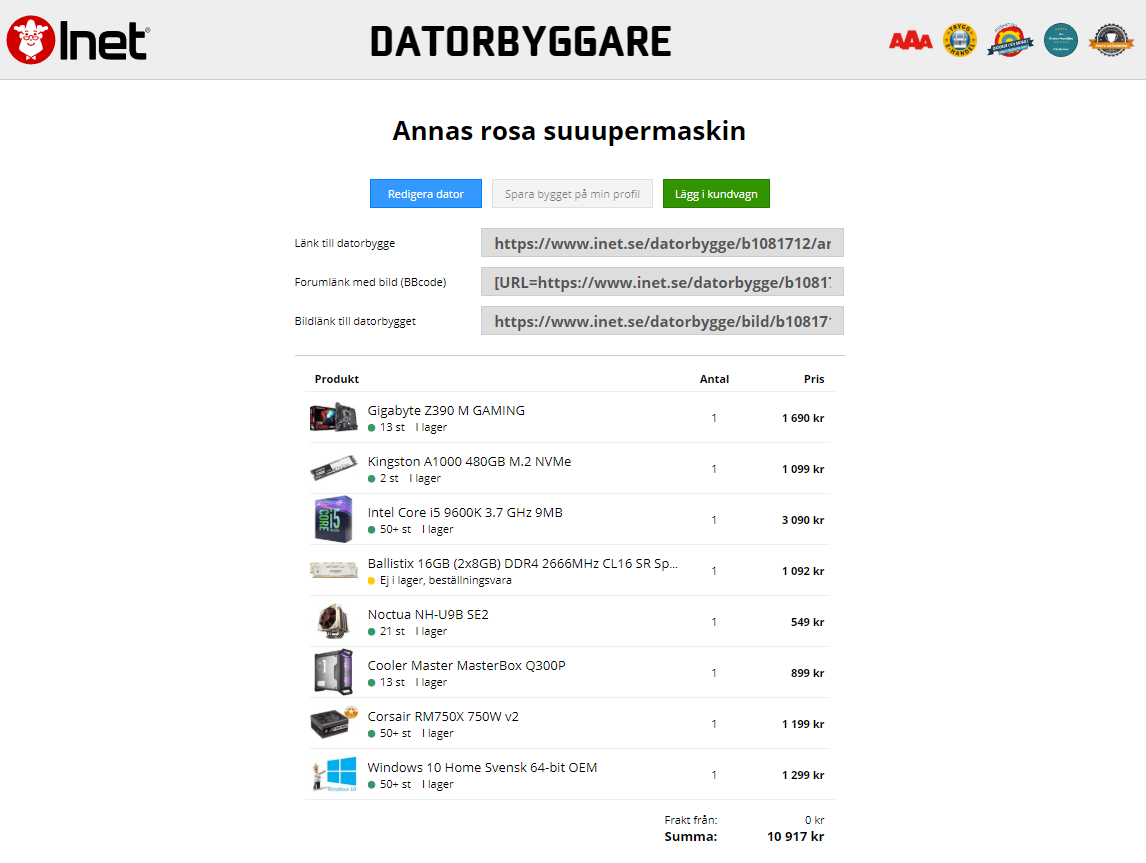 Inet
DATORBYGGARE
AAA
TRYGG
E-HANDEL
Annas rosa suuupermaskin
Redigera dator
Spara bygget på min profil
Lägg i kundvagn
Länk till datorbygge
https://www.inet.se/datorbygge/b1081712/ar
Forumlänk med bild (BBcode)
[URL=https://www.inet.se/datorbygge/b1081
Bildlänk till datorbygget
https://www.inet.se/datorbygge/bild/b10817
Produkt Antal Pris
Gigabyte Z390 M GAMING 1 1 690 kr
13 st I lager
Kingston A1000 480GB M.2 NVMe 1 1 099 kr
2 st I lager
Intel Core i5 9600K 3.7 GHz 9MB 1 3 090 kr
50+ st I lager
Ballistix 16GB (2x8GB) DDR4 2666MHz CL16 SR Sp... 1 1 092 kr
Ej i lager, beställningsvara
Noctua NH-U9B SE2 1 549 kr
21 st I lager
Cooler Master MasterBox Q300P 1 899 kr
13 st I lager
Corsair RM750X 750W v2 1 1 199 kr
50+ st I lager
Windows 10 Home Svensk 64-bit OEM 1 1 299 kr
50+ st I lager
Frakt från: 0 kr
Summa: 10 917 kr